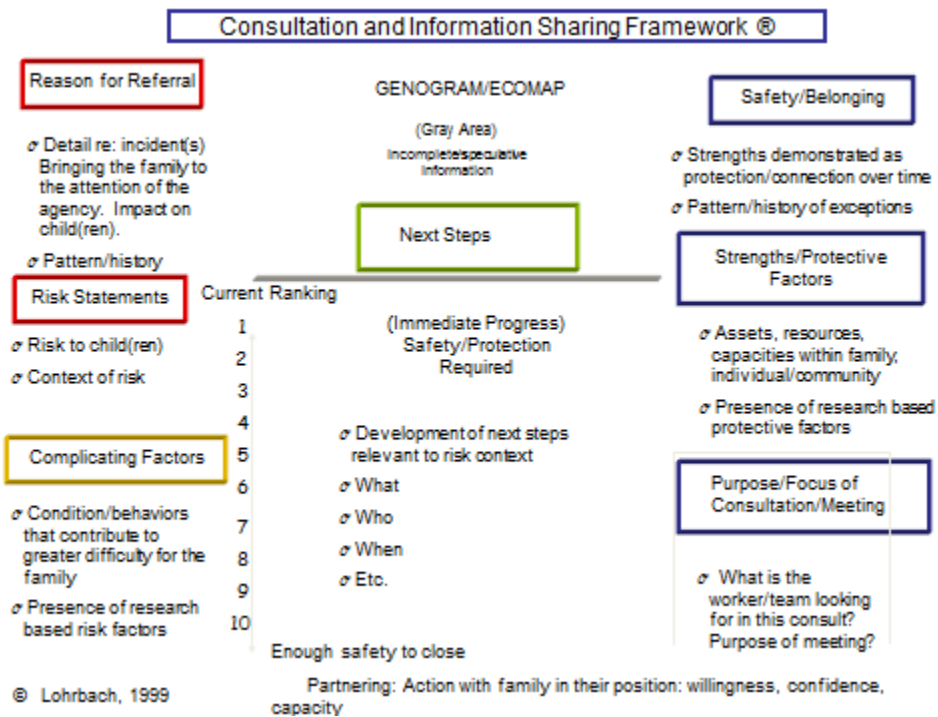 Consultation and Information Sharing Framework ®
Reason for Referral
σ Detail re: incident(s)
Bringing the family to
the attention of the
agency. Impact on
child(ren).
σ Pattern/history
Risk Statements
σ Risk to child(ren)
σ Context of risk
Complicating Factors
σ Condition/behaviors
that contribute to
greater difficulty for the
family
σ Presence of research
based risk factors
© Lohrbach, 1999
GENOGRAM/ECOMAP
(Gray Area)
Incomplete/speculative
Information
Next Steps
Current Ranking
1
2
3
4
5
6
7
8
9
10
(Immediate Progress)
Safety/Protection
Required
σ Development of next steps
relevant to risk context
σ What
σ Who
σ When
σ Etc.
Enough safety to close
Partnering: Action with family in their position: willingness, confidence,
capacity
Safety/Belonging
σ Strengths demonstrated as
protection/connection over time
σ Pattern/history of exceptions
Strengths/Protective
Factors
σ Assets, resources,
capacities within family,
individual/community
σ Presence of research based
protective factors
Purpose/Focus of
Consultation/Meeting
σ What is the
worker/team looking
for in this consult?
Purpose of meeting?